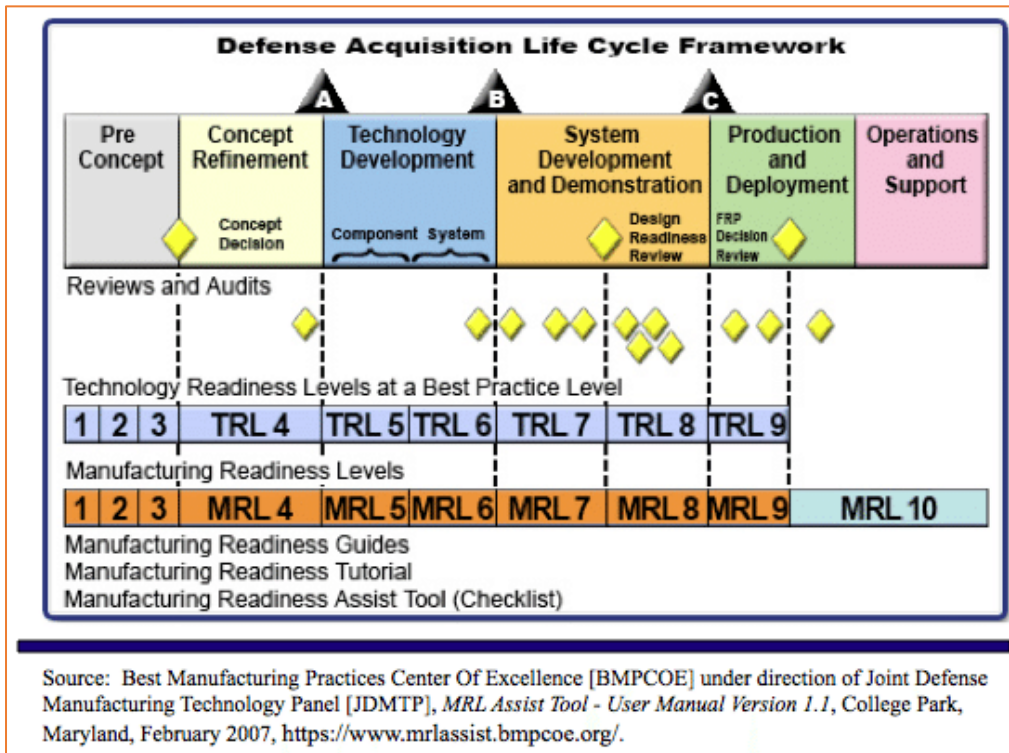 Defense Acquisition Life Cycle Framework
A
B
C
Pre
Concept
Concept
Refinement
Technology
Development
System
Development
and Demonstration
Production
and
Deployment
Operations
and
Support
Concept
Decision
Component System
Design
Readiness
Review
FRP
Decision
Review
Reviews and Audits
Technology Readiness Levels at a Best Practice Level
1 2 3 TRL 4 TRL 5 TRL 6 TRL 7 TRL 8 TRL 9
Manufacturing Readiness Levels
1 2 3 MRL 4 MRL 5 MRL 6 MRL 7 MRL 8 MRL 9 MRL 10
Manufacturing Readiness Guides
Manufacturing Readiness Tutorial
Manufacturing Readiness Assist Tool (Checklist)
Source: Best Manufacturing Practices Center Of Excellence [BMPCOE] under direction of Joint Defense
Manufacturing Technology Panel [JDMTP], MRL Assist Tool - User Manual Version 1.1, College Park,
Maryland, February 2007, https://www.mrlassist.bmpcoe.org/.